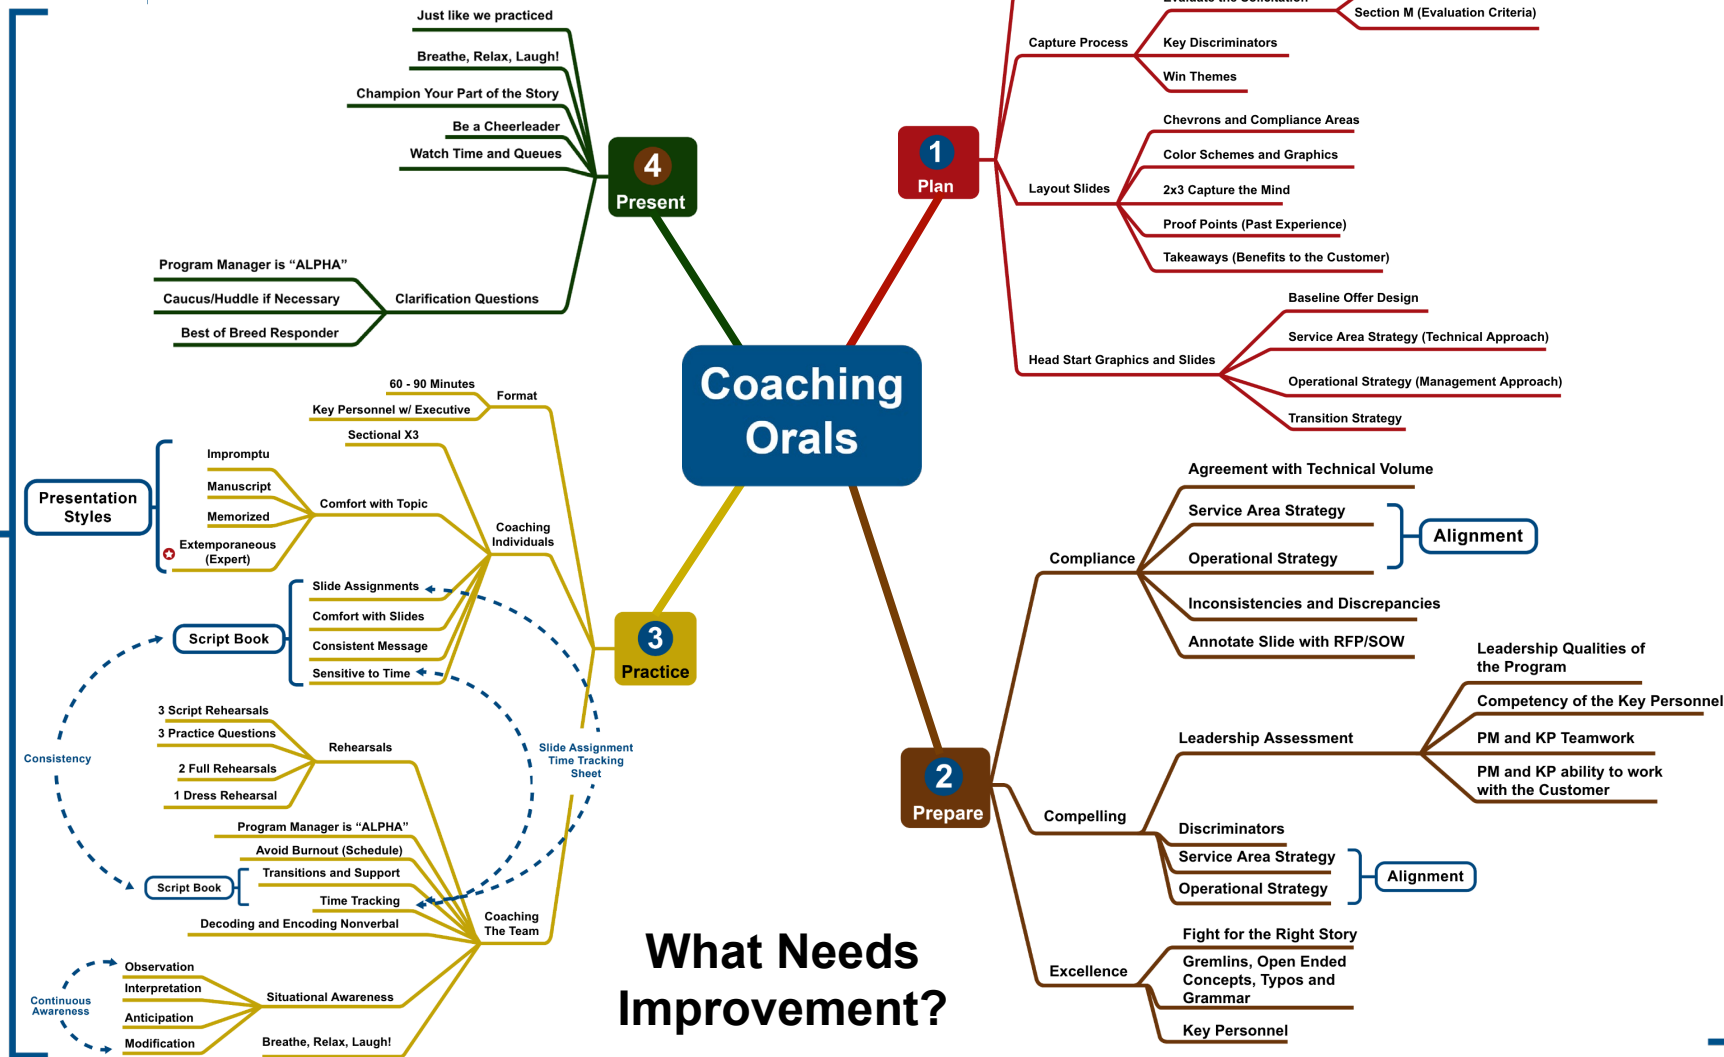 Just like we practiced
Breathe, Relax, Laugh!
Champion Your Part of the Story
Be a Cheerleader
Watch Time and Queues
4
Present
Program Manager is “ALPHA”
Caucus/Huddle if Necessary
Best of Breed Responder
Clarification Questions
1
Plan
Evaluate the Solicitation
Section M (Evaluation Criteria)
Capture Process
Key Discriminators
Win Themes
Chevrons and Compliance Areas
Color Schemes and Graphics
Layout Slides
2x3 Capture the Mind
Proof Points (Past Experience)
Takeaways (Benefits to the Customer)
Baseline Offer Design
Service Area Strategy (Technical Approach)
Head Start Graphics and Slides
Operational Strategy (Management Approach)
Transition Strategy
Coaching
Orals
60 - 90 Minutes
Format
Key Personnel w/ Executive
Sectional X3
Impromptu
Manuscript
Memorized
Extemporaneous
(Expert)
Presentation
Styles
Comfort with Topic
Coaching
Individuals
Slide Assignments
Comfort with Slides
Consistent Message
Sensitive to Time
Script Book
3
Practice
Consistency
3 Script Rehearsals
3 Practice Questions
2 Full Rehearsals
1 Dress Rehearsal
Rehearsals
Slide Assignment
Time Tracking
Sheet
Program Manager is “ALPHA”
Avoid Burnout (Schedule)
Transitions and Support
Script Book
Time Tracking
Decoding and Encoding Nonverbal
Coaching
The Team
Observation
Interpretation
Anticipation
Modification
Continuous
Awareness
Situational Awareness
Breathe, Relax, Laugh!
Agreement with Technical Volume
Service Area Strategy
Operational Strategy
Alignment
Compliance
Inconsistencies and Discrepancies
Annotate Slide with RFP/SOW
2
Prepare
Compelling
Leadership Assessment
Leadership Qualities of
the Program
Competency of the Key Personnel
PM and KP Teamwork
PM and KP ability to work
with the Customer
Discriminators
Service Area Strategy
Operational Strategy
Alignment
Excellence
Fight for the Right Story
Gremlins, Open Ended
Concepts, Typos and
Grammar
Key Personnel
What Needs
Improvement?